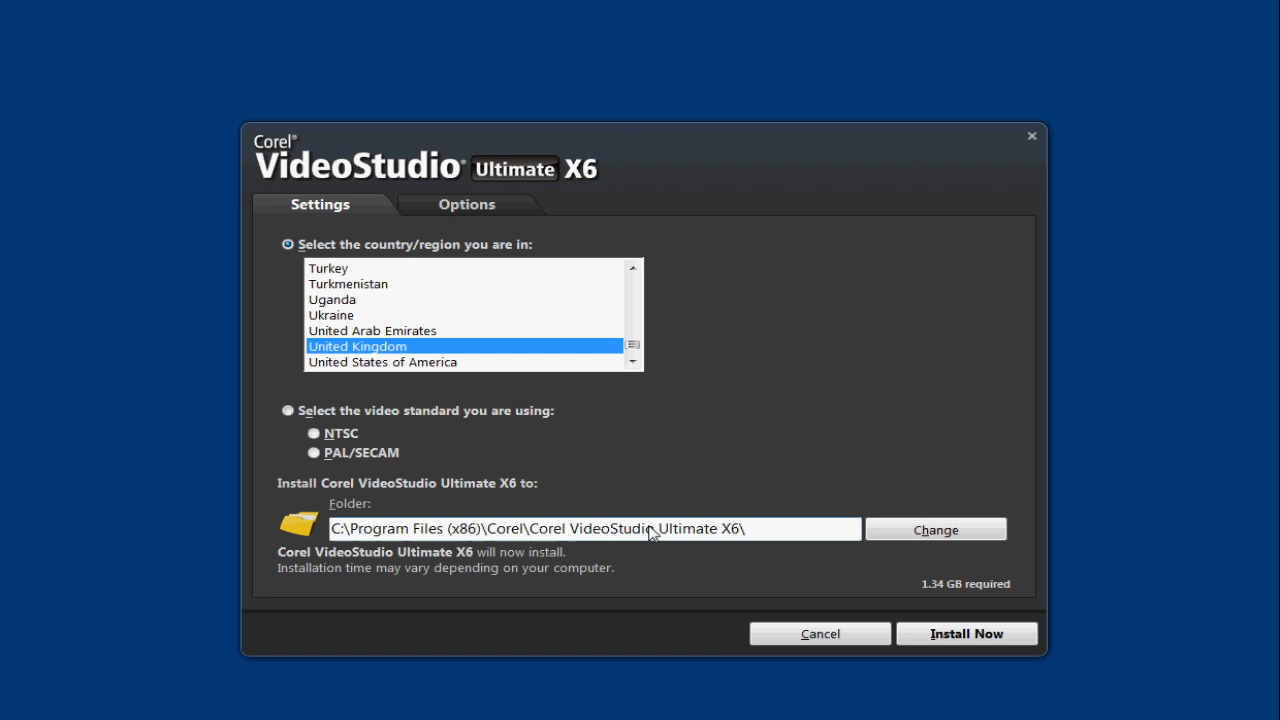 Corel®
VideoStudio® Ultimate X6
Settings Options
Select the country/region you are in:
Turkey
Turkmenistan
Uganda
Ukraine
United Arab Emirates
United Kingdom
United States of America
Select the video standard you are using:
NTSC
PAL/SECAM
Install Corel VideoStudio Ultimate X6 to:
Folder:
C:\Program Files (x86)\Corel\Corel VideoStudio Ultimate X6\
Change
Corel VideoStudio Ultimate X6 will now install.
Installation time may vary depending on your computer.
1.34 GB required
Cancel Install Now